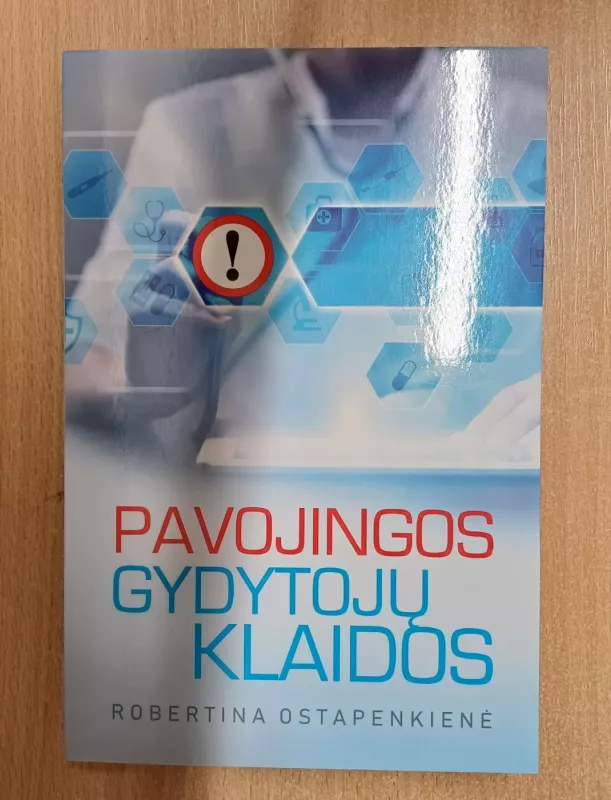 !
PAVOJINGOS
GYDYTOJŲ
KLAIDOS
ROBERTINA OSTAPENKIENĖ